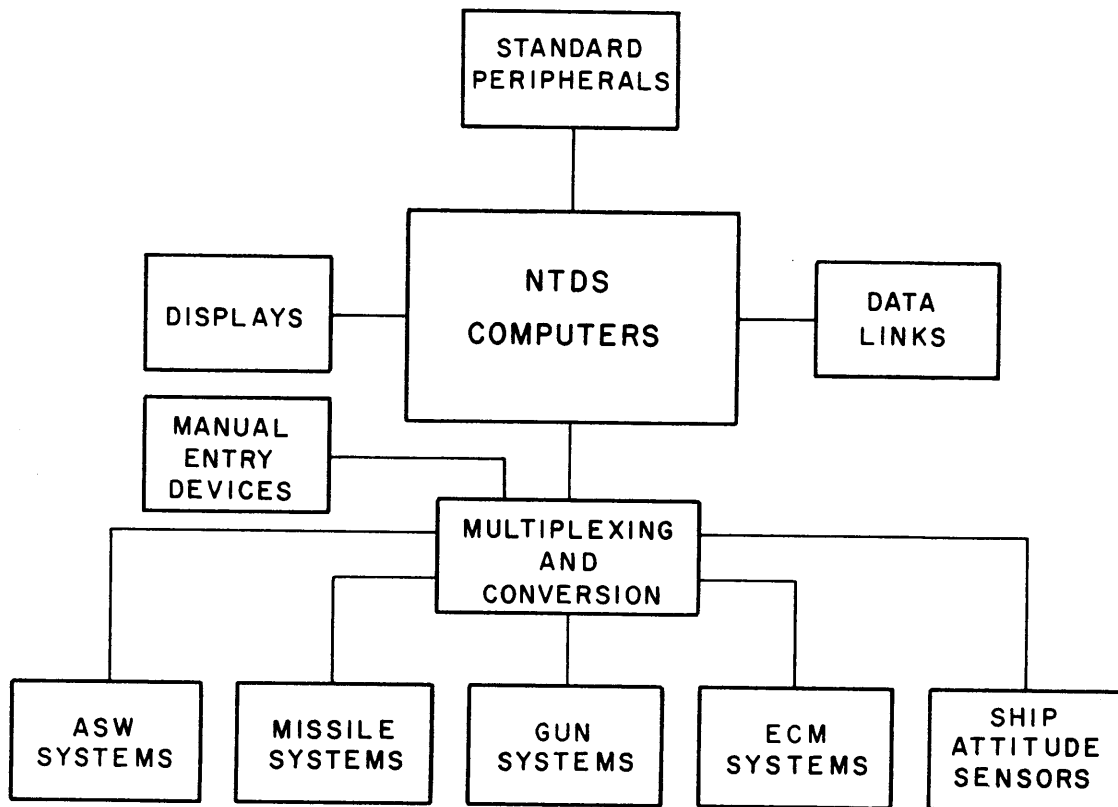 STANDARD
PERIPHERALS
NTDS
COMPUTERS
DISPLAYS
DATA
LINKS
MANUAL
ENTRY
DEVICES
MULTIPLEXING
AND
CONVERSION
ASW
SYSTEMS
MISSILE
SYSTEMS
GUN
SYSTEMS
ECM
SYSTEMS
SHIP
ATTITUDE
SENSORS